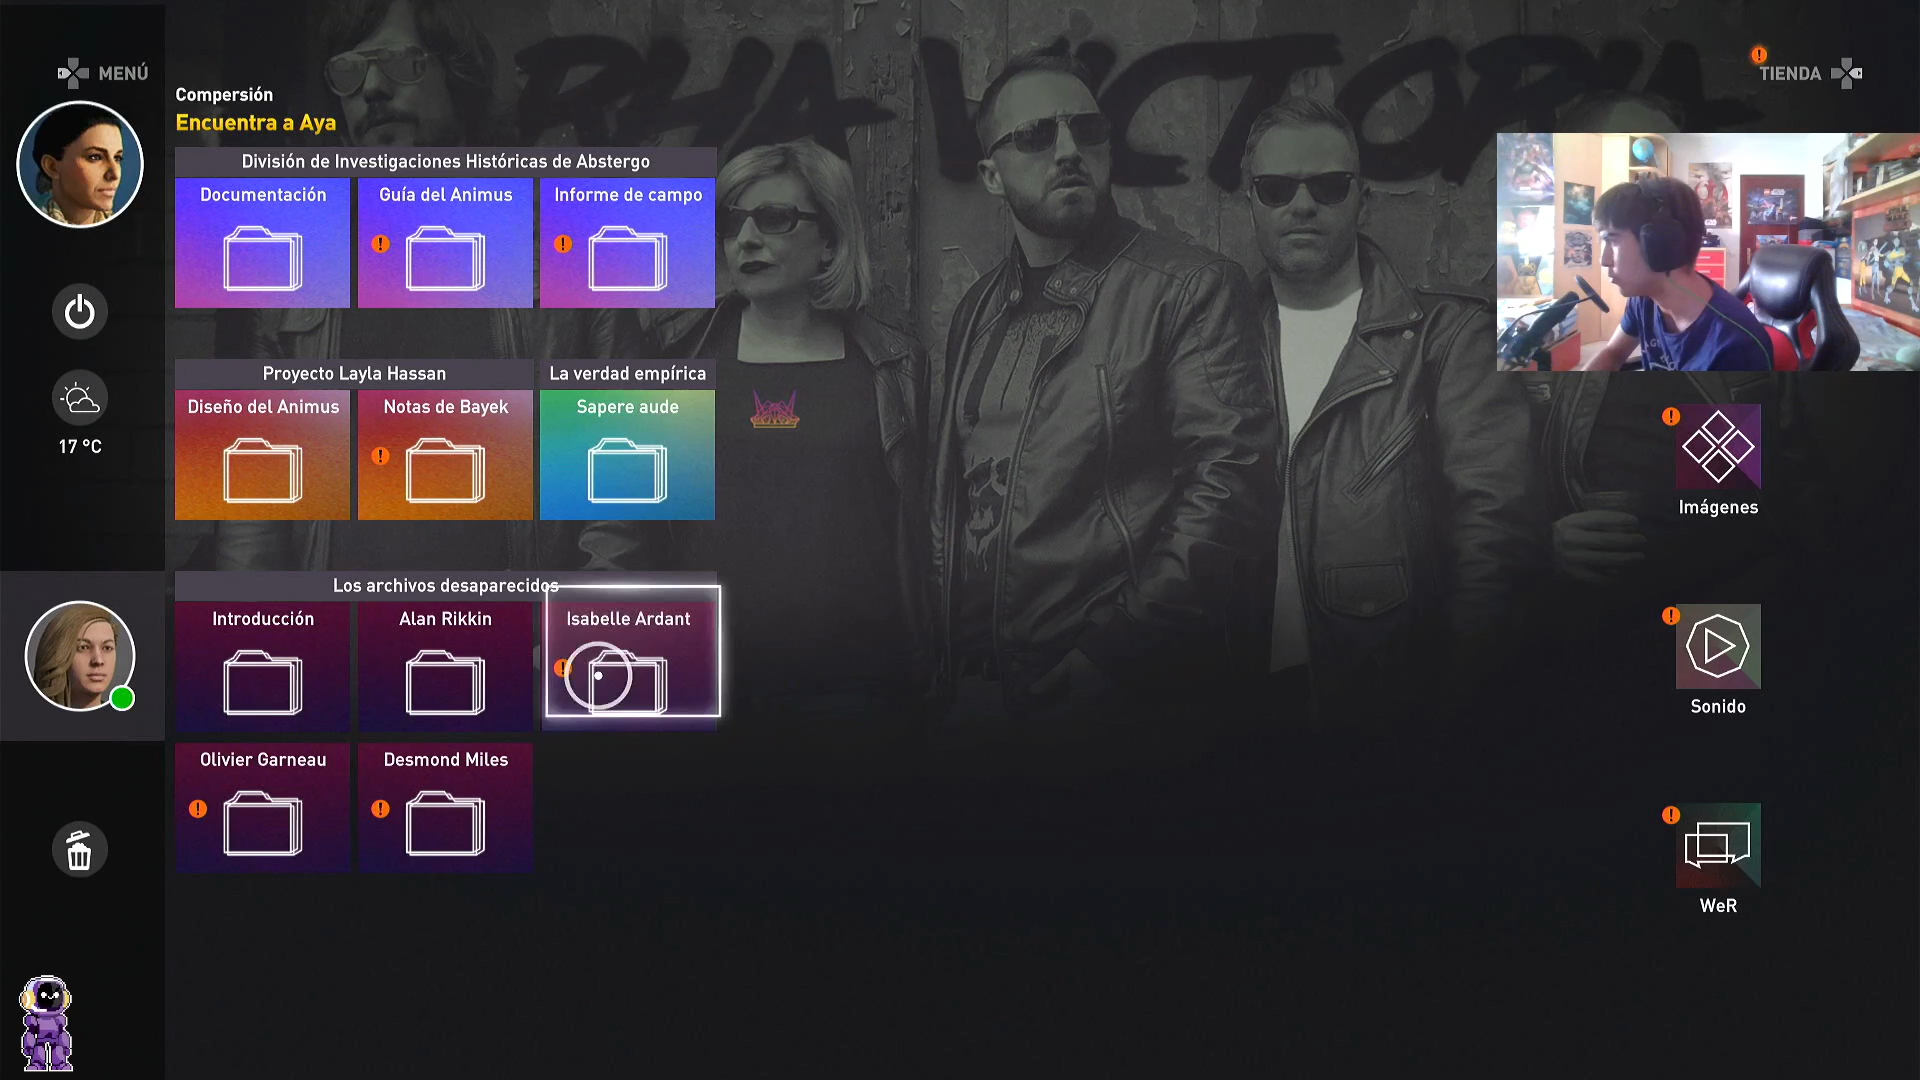 MENÚ
TIENDA
Compersión
Encuentra a Aya
División de Investigaciones Históricas de Abstergo
Documentación
Guía del Animus
Informe de campo
Proyecto Layla Hassan
La verdad empírica
Diseño del Animus
Notas de Bayek
Sapere aude
17 °C
Los archivos desaparecidos
Introducción
Alan Rikkin
Isabelle Ardant
Olivier Garneau
Desmond Miles
Imágenes
Sonido
WeR